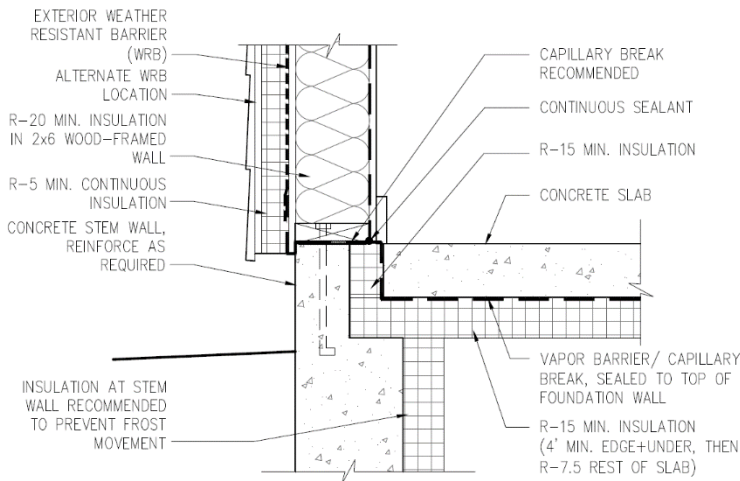 EXTERIOR WEATHER
RESISTANT BARRIER
(WRB)
ALTERNATE WRB
LOCATION
R-20 MIN. INSULATION
IN 2x6 WOOD-FRAMED
WALL
R-5 MIN. CONTINUOUS
INSULATION
CONCRETE STEM WALL,
REINFORCE AS
REQUIRED
INSULATION AT STEM
WALL RECOMMENDED
TO PREVENT FROST
MOVEMENT
CAPILLARY BREAK
RECOMMENDED
CONTINUOUS SEALANT
R-15 MIN. INSULATION
CONCRETE SLAB
VAPOR BARRIER/ CAPILLARY
BREAK, SEALED TO TOP OF
FOUNDATION WALL
R-15 MIN. INSULATION
(4' MIN. EDGE+UNDER, THEN
R-7.5 REST OF SLAB)